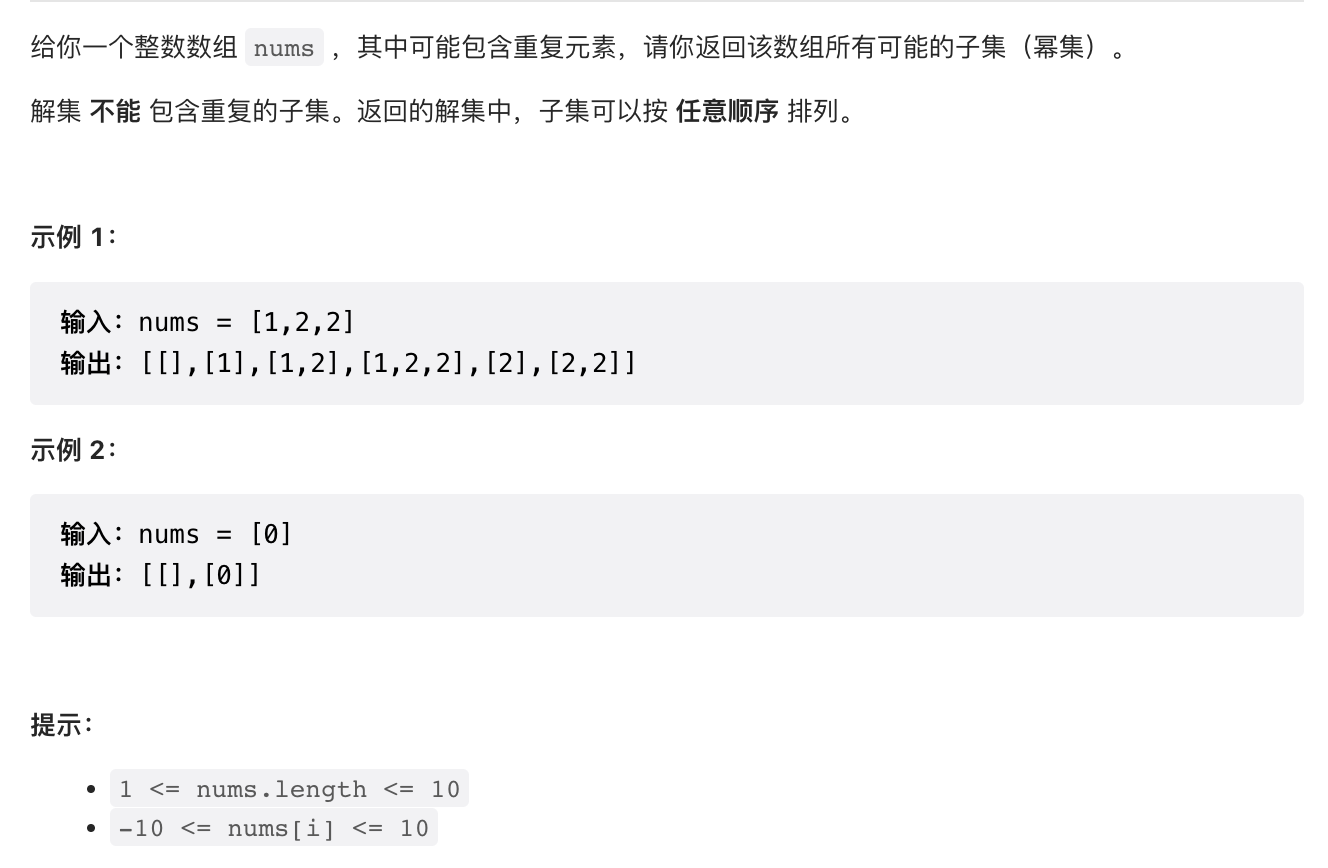 给你一个整数数组 nums ，其中可能包含重复元素，请你返回该数组所有可能的子集（幂集）。
解集 不能 包含重复的子集。返回的解集中，子集可以按 任意顺序 排列。
示例 1：
输入：nums = [1,2,2]
输出：[[],[1],[1,2],[1,2,2],[2],[2,2]]
示例 2：
输入：nums = [0]
输出：[[],[0]]
提示：
• 1 <= nums.length <= 10
• -10 <= nums[i] <= 10